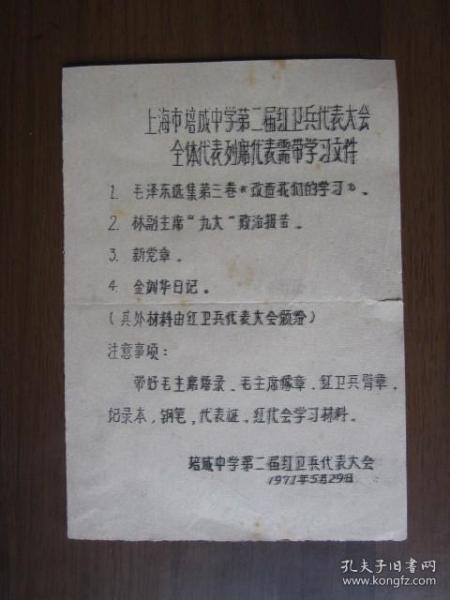 上海市培成中学第二届红卫兵代表大会
全体代表列席代表需带学习文件
1. 毛泽东选集第三卷《改造我们的学习》。
2. 林副主席“九大”政治报告。
3. 新党章。
4. 金训华日记。
(其外材料由红卫兵代表大会颁给)
注意事项:
带好毛主席语录、毛主席像章、红卫兵臂章、
记录本,钢笔,代表证,红代会学习材料。
培成中学第二届红卫兵代表大会
1971年5月29日
孔夫子旧书网
www.kongfz.com